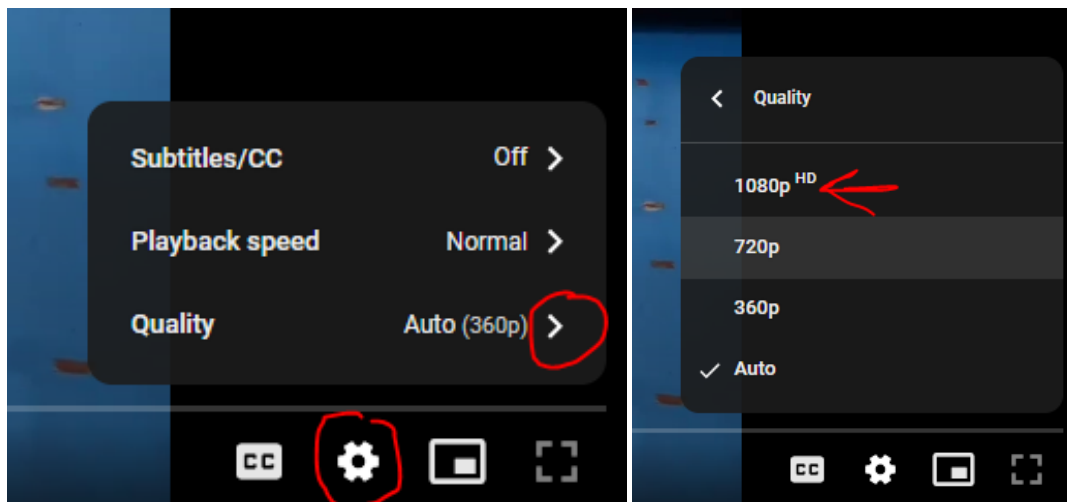 Subtitles/CC Off
Playback speed Normal
Quality Auto (360p)
CC
Quality
1080p HD
720p
360p
Auto
CC